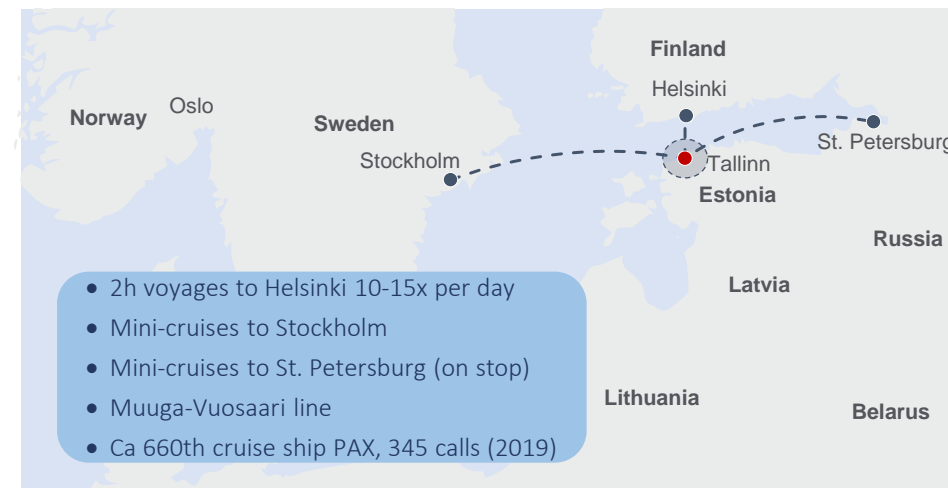 Finland
Helsinki
Norway
Oslo
Sweden
St. Petersburg
Stockholm
Tallinn
Estonia
Russia
Latvia
• 2h voyages to Helsinki 10-15x per day
• Mini-cruises to Stockholm
• Mini-cruises to St. Petersburg (on stop)
• Muuga-Vuosaari line
• Ca 660th cruise ship PAX, 345 calls (2019)
Lithuania
Belarus